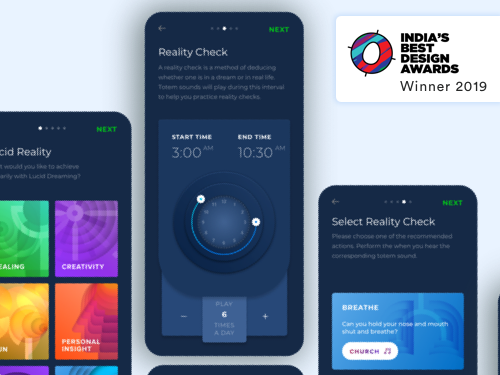 INDIA'S
BEST
DESIGN
AWARDS
Winner 2019
NEXT
Reality Check
A reality check is a method of deducing
whether one is in a dream or in real life.
Totem sounds will play during this interval
to help you practice reality checks.
START TIME
END TIME
3:00 AM
10:30 AM
PLAY
− 6 +
TIMES
A DAY
NEXT
cid Reality
t would you like to achieve
arily with Lucid Dreaming?
EALING
CREATIVITY
IN
PERSONAL
INSIGHT
NEXT
Select Reality Check
Please choose one of the recommended
actions. Perform the when you hear the
corresponding totem sound.
BREATHE
Can you hold your nose and mouth
shut and breathe?
CHURCH